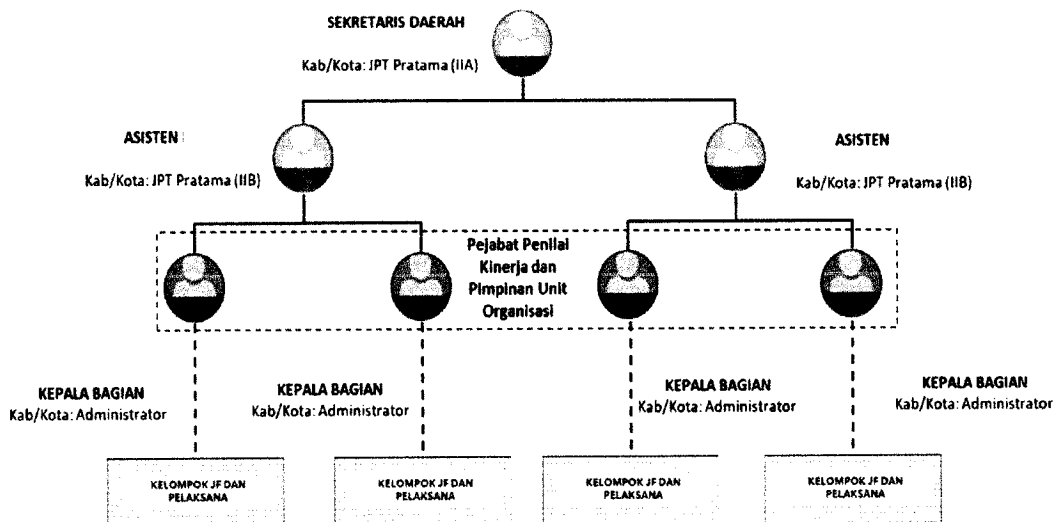 SEKRETARIS DAERAH
Kab/Kota: JPT Pratama (IIA)
ASISTEN
Kab/Kota: JPT Pratama (IIB)
ASISTEN
Kab/Kota: JPT Pratama (IIB)
Pejabat Penilai
Kinerja dan
Pimpinan Unit
Organisasi
KEPALA BAGIAN
Kab/Kota: Administrator
KEPALA BAGIAN
Kab/Kota: Administrator
KEPALA BAGIAN
Kab/Kota: Administrator
KEPALA BAGIAN
Kab/Kota: Administrator
KELOMPOK JF DAN
PELAKSANA
KELOMPOK JF DAN
PELAKSANA
KELOMPOK JF DAN
PELAKSANA
KELOMPOK JF DAN
PELAKSANA